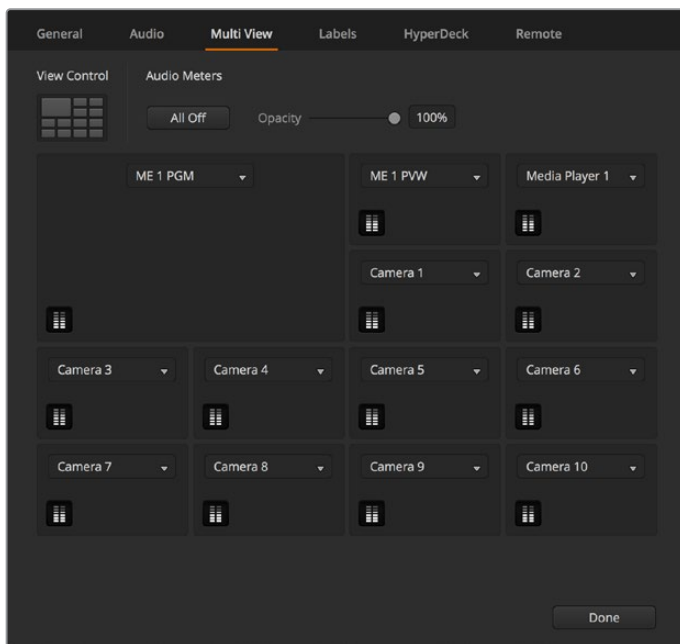 General Audio Multi View Labels HyperDeck Remote
View Control Audio Meters
All Off Opacity 100%
ME 1 PGM ME 1 PVW Media Player 1
Camera 1 Camera 2
Camera 3 Camera 4 Camera 5 Camera 6
Camera 7 Camera 8 Camera 9 Camera 10
Done